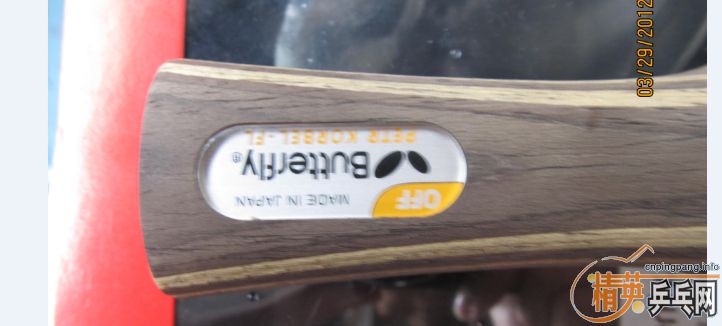 03/29/2012
OFF
MADE IN JAPAN
Butterfly®
PETR KORBEL-FL
cnpingpang.info
精英乒乓网